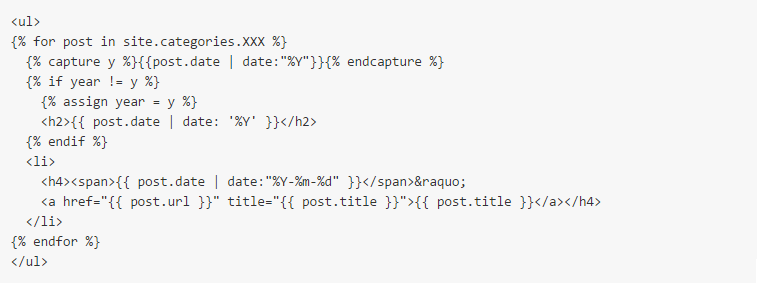 <ul>
{% for post in site.categories.XXX %}
  {% capture y %}{{post.date | date:"%Y"}}{% endcapture %}
  {% if year != y %}
    {% assign year = y %}
    <h2>{{ post.date | date: '%Y' }}</h2>
  {% endif %}
  <li>
    <h4><span>{{ post.date | date:"%Y-%m-%d" }}</span>&raquo;
    <a href="{{ post.url }}" title="{{ post.title }}">{{ post.title }}</a></h4>
  </li>
{% endfor %}
</ul>